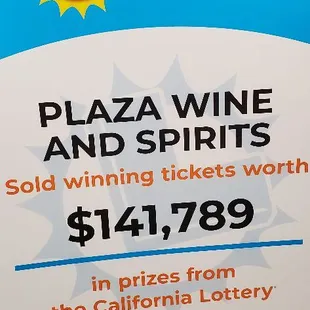 PLAZA WINE
AND SPIRITS
Sold winning tickets worth
$141,789
in prizes from
the California Lottery